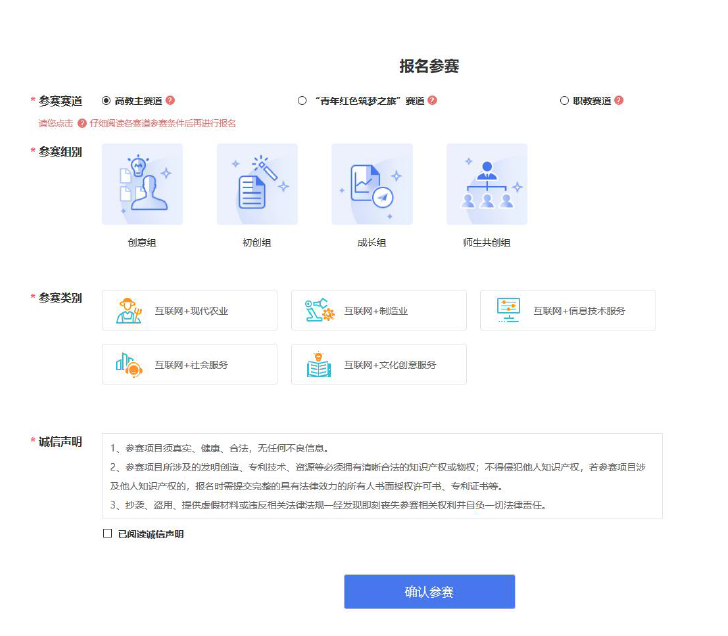 报名参赛
* 参赛赛道 高教主赛道 ? “青年红色筑梦之旅”赛道 ? 职教赛道 ?
请您点击 ? 仔细阅读各赛道参赛条件后再进行报名
* 参赛组别
创意组 初创组 成长组 师生共创组
* 参赛类别 互联网+现代农业 互联网+制造业 互联网+信息技术服务
互联网+社会服务 互联网+文化创意服务
* 诚信声明
1、参赛项目须真实、健康、合法，无任何不良信息。
2、参赛项目所涉及的发明创造、专利技术、资源等必须拥有清晰合法的知识产权或物权；不得侵犯他人知识产权，若参赛项目涉
及他人知识产权的，报名时需提交完整的具有法律效力的所有人书面授权许可书、专利证书等。
3、抄袭、盗用、提供虚假材料或违反相关法律法规一经发现即刻丧失参赛相关权利并自负一切法律责任。
已阅读诚信声明
确认参赛